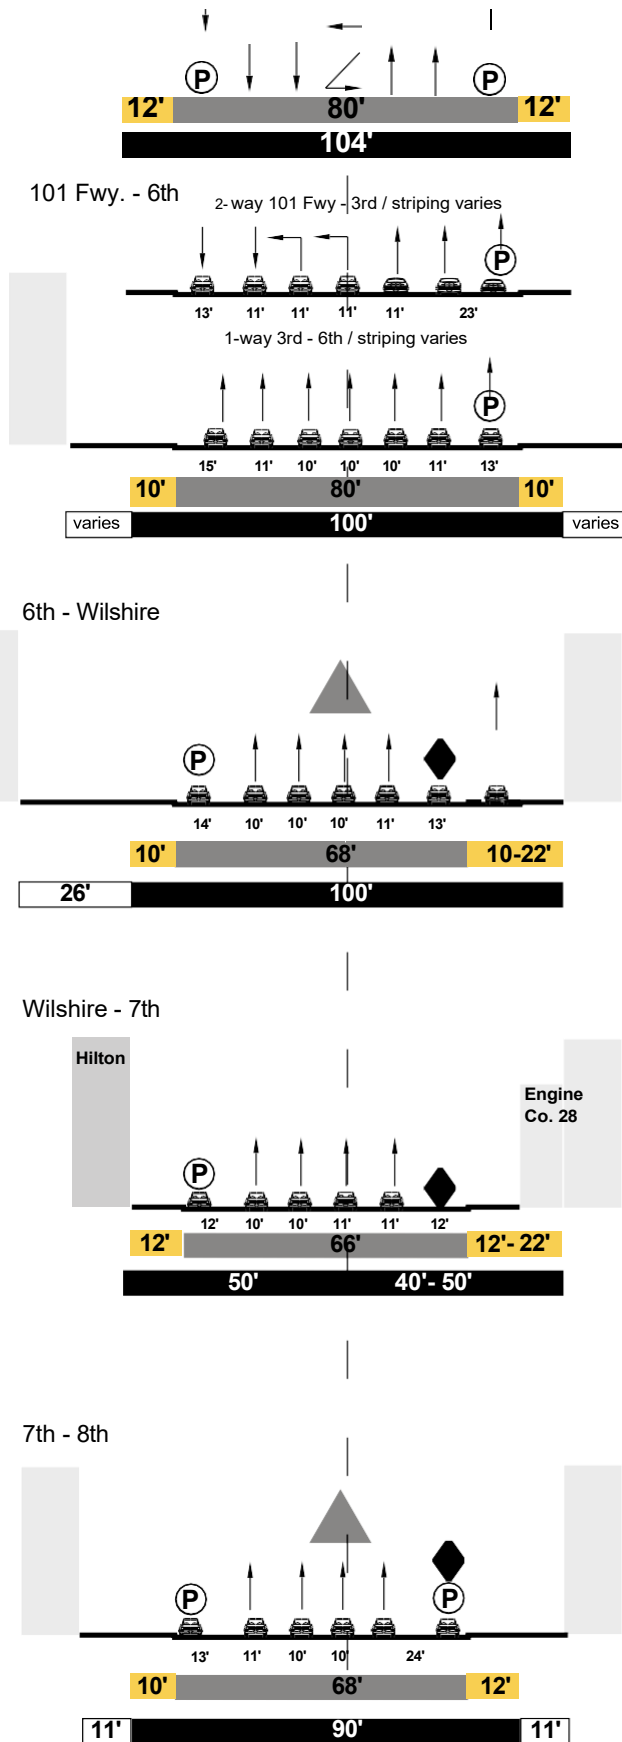 P P
12' 80' 12'
104'
101 Fwy. - 6th
2- way 101 Fwy - 3rd / striping varies
P
13' 11' 11' 11' 11' 23'
1-way 3rd - 6th / striping varies
P
15' 11' 10' 10' 10' 11' 13'
10' 80' 10'
varies 100' varies
6th - Wilshire
P
14' 10' 10' 10' 11' 13'
10' 68' 10-22'
26' 100'
Wilshire - 7th
Hilton
Engine
Co. 28
P
12' 10' 10' 11' 11' 12'
12' 66' 12'- 22'
50' 40'- 50'
7th - 8th
P P
13' 11' 10' 10' 24'
10' 68' 12'
11' 90' 11'